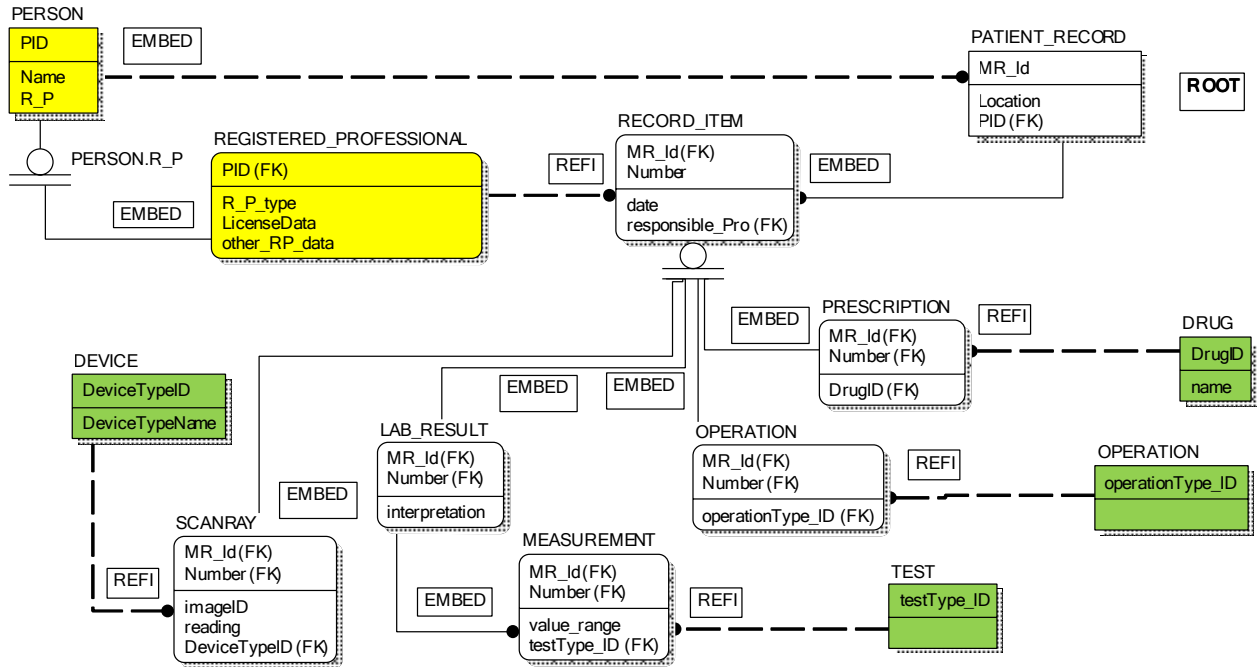 PERSON
PID
Name
R_P
EMBED
PATIENT_RECORD
MR_Id
Location
PID (FK)
ROOT
PERSON.R_P
REGISTERED_PROFESSIONAL
PID (FK)
R_P_type
LicenseData
other_RP_data
EMBED
REFI
RECORD_ITEM
MR_Id(FK)
Number
date
responsible_Pro (FK)
EMBED
PRESCRIPTION
MR_Id(FK)
Number (FK)
DrugID (FK)
EMBED
REFI
DRUG
DrugID
name
DEVICE
DeviceTypeID
DeviceTypeName
EMBED
EMBED
LAB_RESULT
MR_Id(FK)
Number (FK)
interpretation
OPERATION
MR_Id(FK)
Number (FK)
operationType_ID (FK)
REFI
OPERATION
operationType_ID
EMBED
SCANRAY
MR_Id(FK)
Number (FK)
imageID
reading
DeviceTypeID (FK)
REFI
EMBED
MEASUREMENT
MR_Id(FK)
Number (FK)
value_range
testType_ID (FK)
REFI
TEST
testType_ID